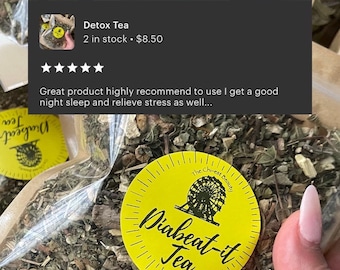 Detox Tea
2 in stock • $8.50
Great product highly recommend to use I get a good
night sleep and relieve stress as well...
Diabeat-it
Tea
The
Diabeat-it
Tea